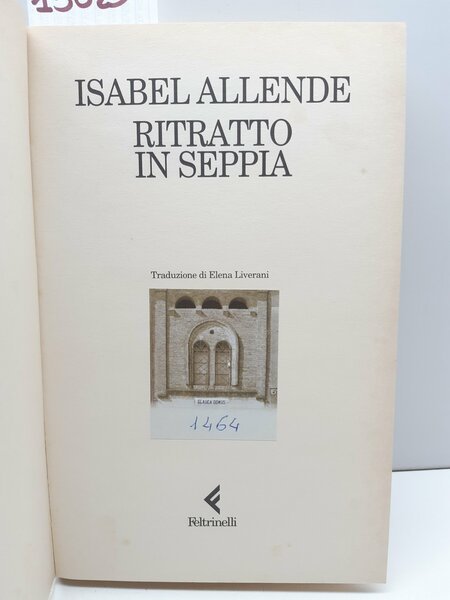 ISABEL ALLENDE
RITRATTO
IN SEPPIA
Traduzione di Elena Liverani
1464
Feltrinelli